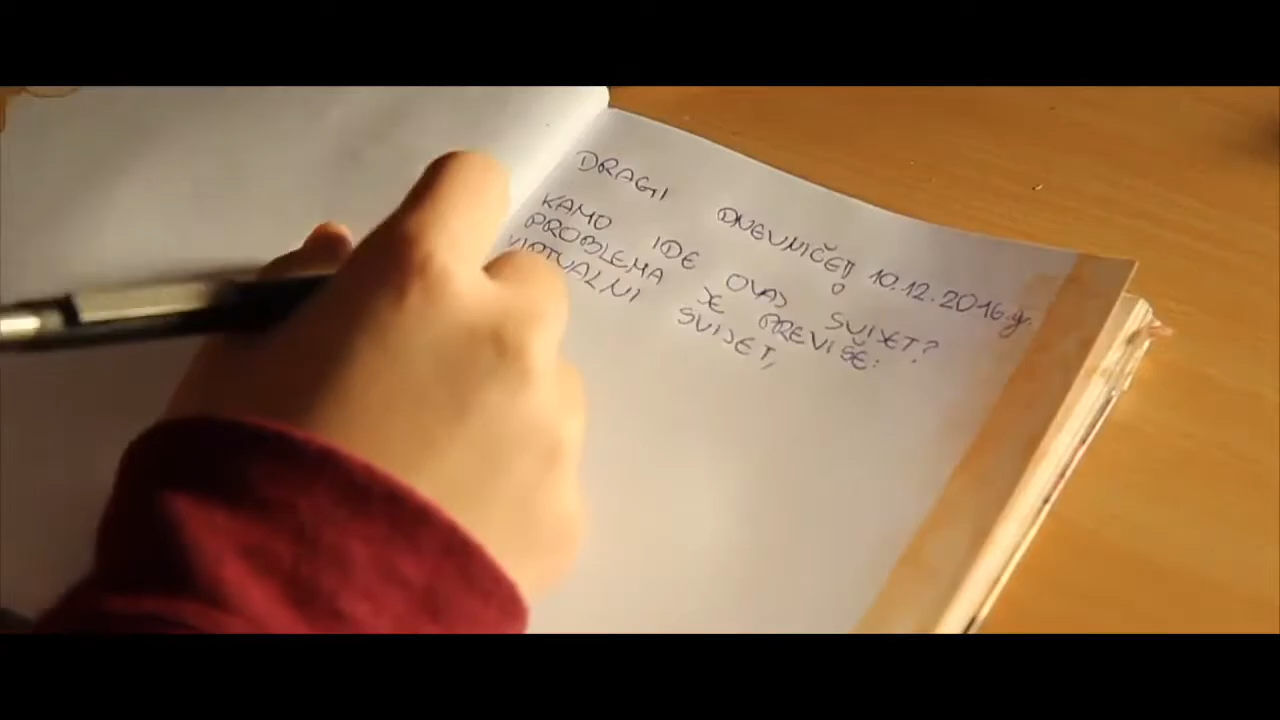 10.12.2016.g.
DRAGI DNEVNIČE!
KAMO IDE OVAJ SVIJET?
PROBLEMA JE PREVIŠE:
VIRTUALNI SVIJET,